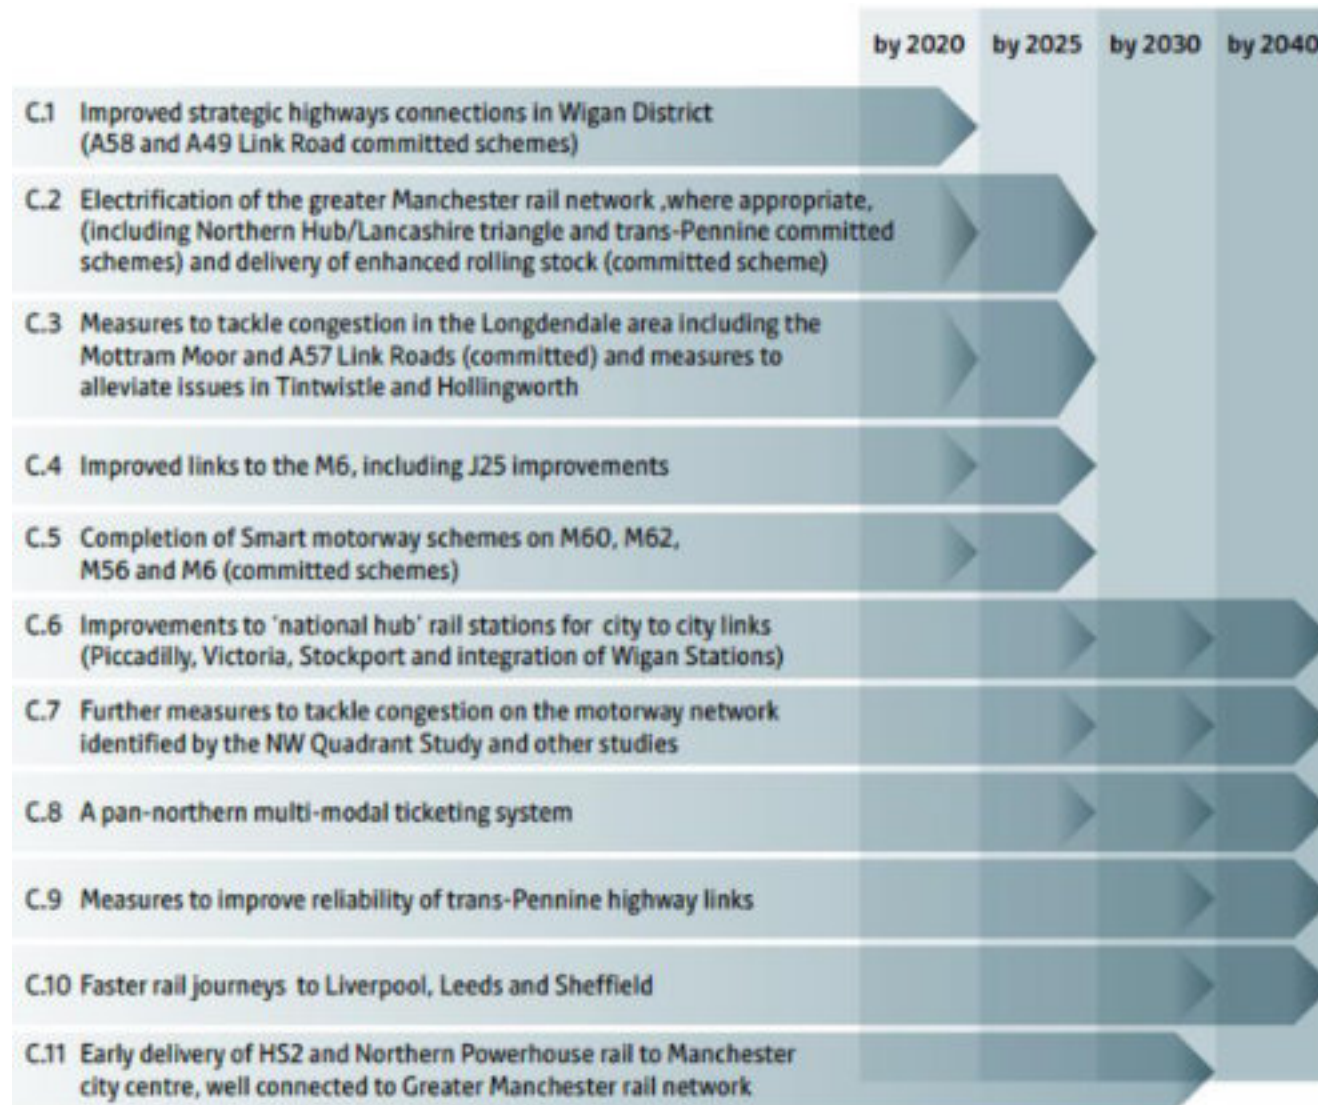 by 2020 by 2025 by 2030 by 2040
C.1 Improved strategic highways connections in Wigan District
(A58 and A49 Link Road committed schemes)
C.2 Electrification of the greater Manchester rail network ,where appropriate,
(including Northern Hub/Lancashire triangle and trans-Pennine committed
schemes) and delivery of enhanced rolling stock (committed scheme)
C.3 Measures to tackle congestion in the Longdendale area including the
Mottram Moor and A57 Link Roads (committed) and measures to
alleviate issues in Tintwistle and Hollingworth
C.4 Improved links to the M6, including J25 improvements
C.5 Completion of Smart motorway schemes on M60, M62,
M56 and M6 (committed schemes)
C.6 Improvements to 'national hub' rail stations for city to city links
(Piccadilly, Victoria, Stockport and integration of Wigan Stations)
C.7 Further measures to tackle congestion on the motorway network
identified by the NW Quadrant Study and other studies
C.8 A pan-northern multi-modal ticketing system
C.9 Measures to improve reliability of trans-Pennine highway links
C.10 Faster rail journeys to Liverpool, Leeds and Sheffield
C.11 Early delivery of HS2 and Northern Powerhouse rail to Manchester
city centre, well connected to Greater Manchester rail network